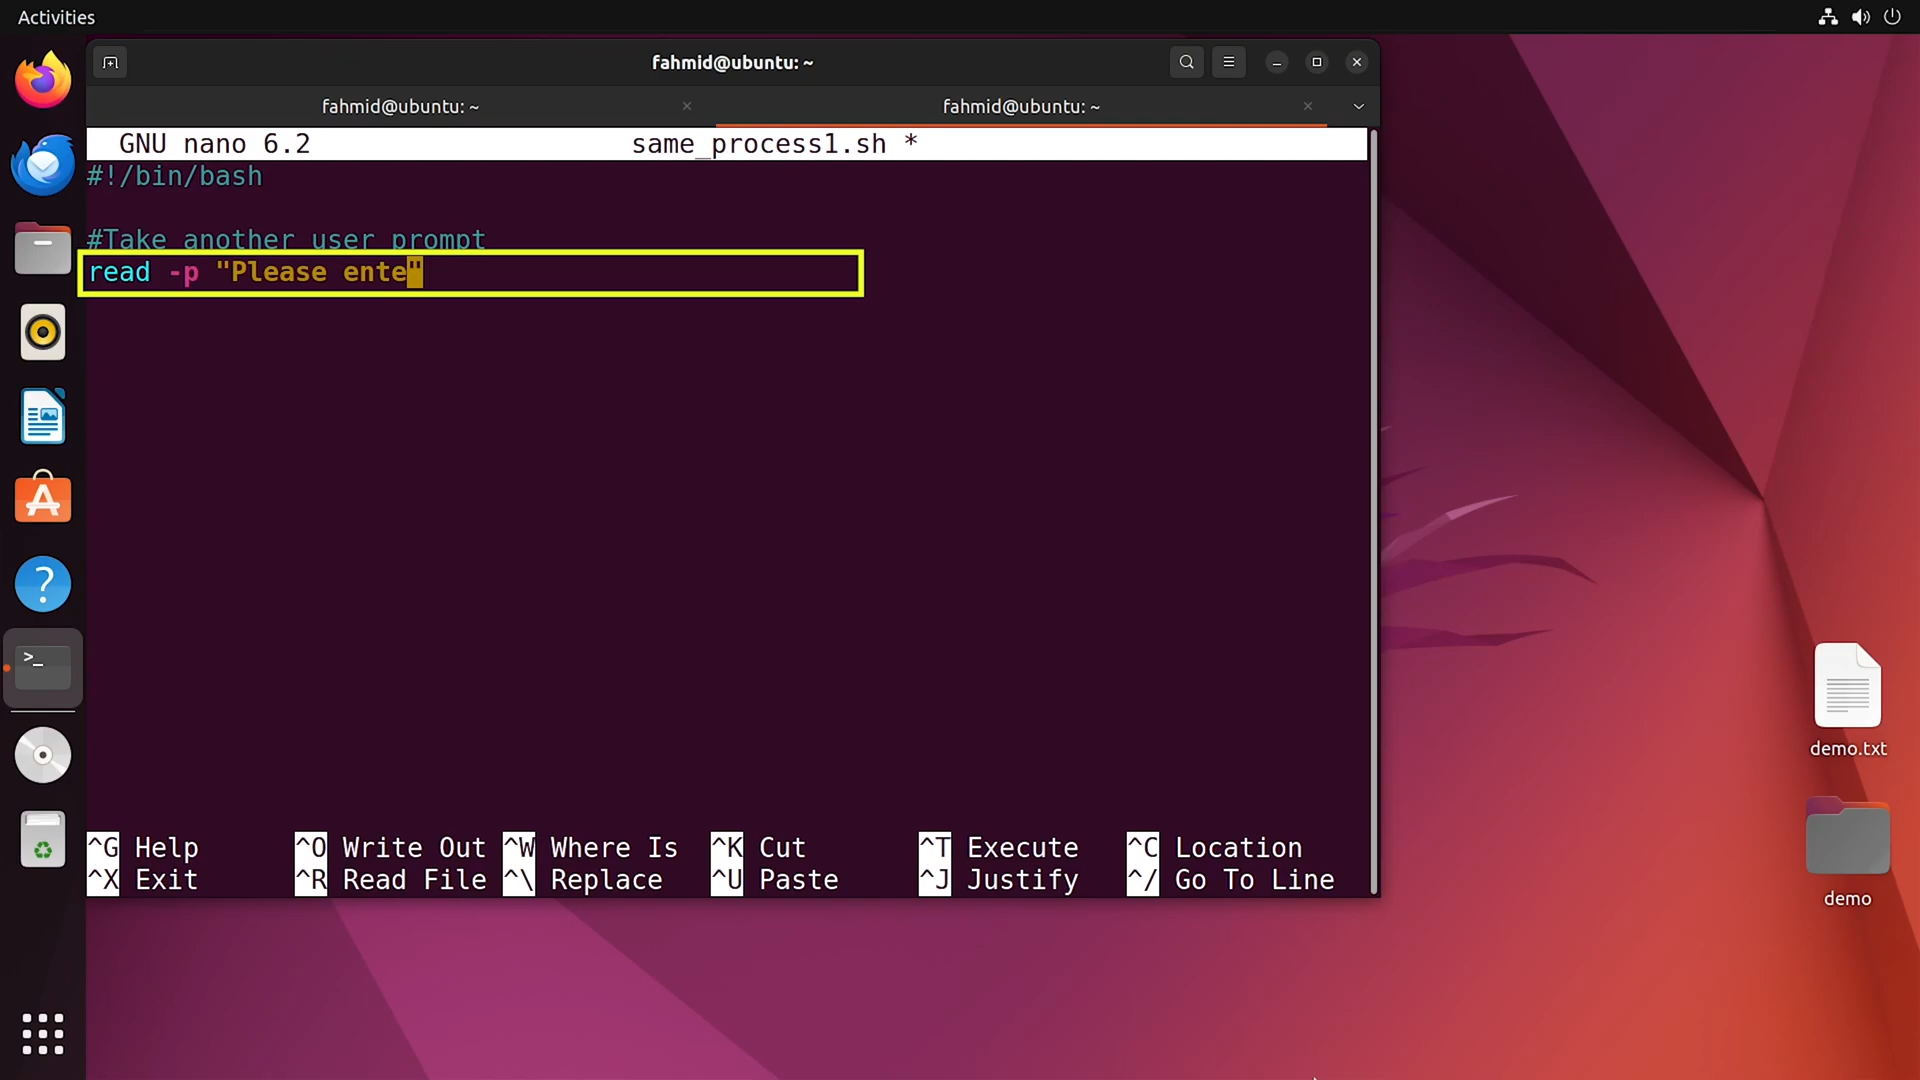 Activities
fahmid@ubuntu: ~
fahmid@ubuntu: ~ × fahmid@ubuntu: ~ ×
GNU nano 6.2 same_process1.sh *
#!/bin/bash
#Take another user prompt
read -p "Please ente"
^G Help ^O Write Out ^W Where Is ^K Cut ^T Execute ^C Location
^X Exit ^R Read File ^\ Replace ^U Paste ^J Justify ^/ Go To Line
demo.txt
demo